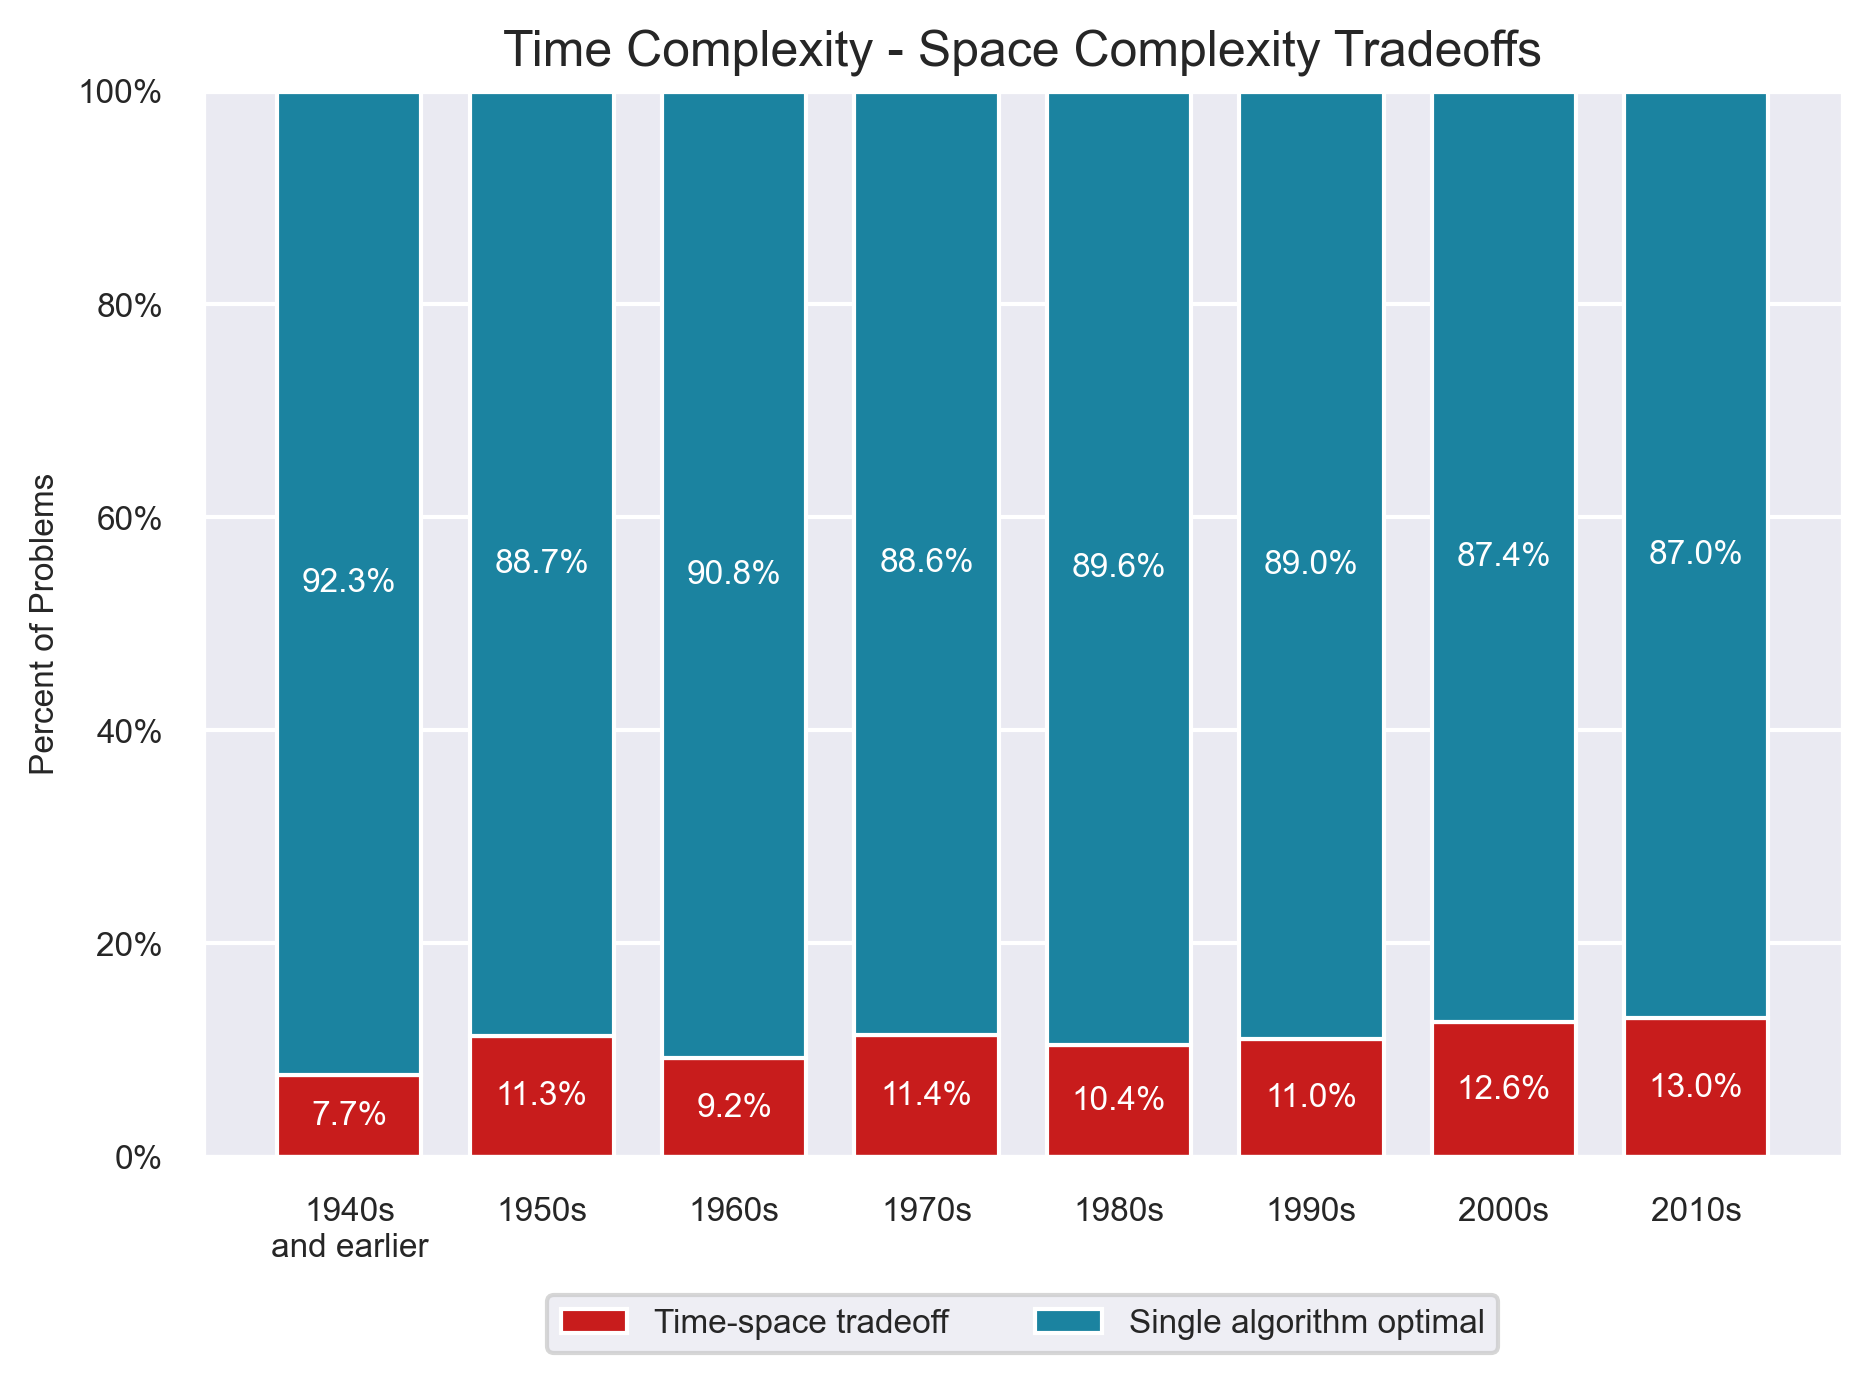 Time Complexity - Space Complexity Tradeoffs
100%
80%
60%
40%
20%
0%
Percent of Problems
92.3%
88.7%
90.8%
88.6%
89.6%
89.0%
87.4%
87.0%
7.7%
11.3%
9.2%
11.4%
10.4%
11.0%
12.6%
13.0%
1940s
and earlier
1950s
1960s
1970s
1980s
1990s
2000s
2010s
Time-space tradeoff
Single algorithm optimal